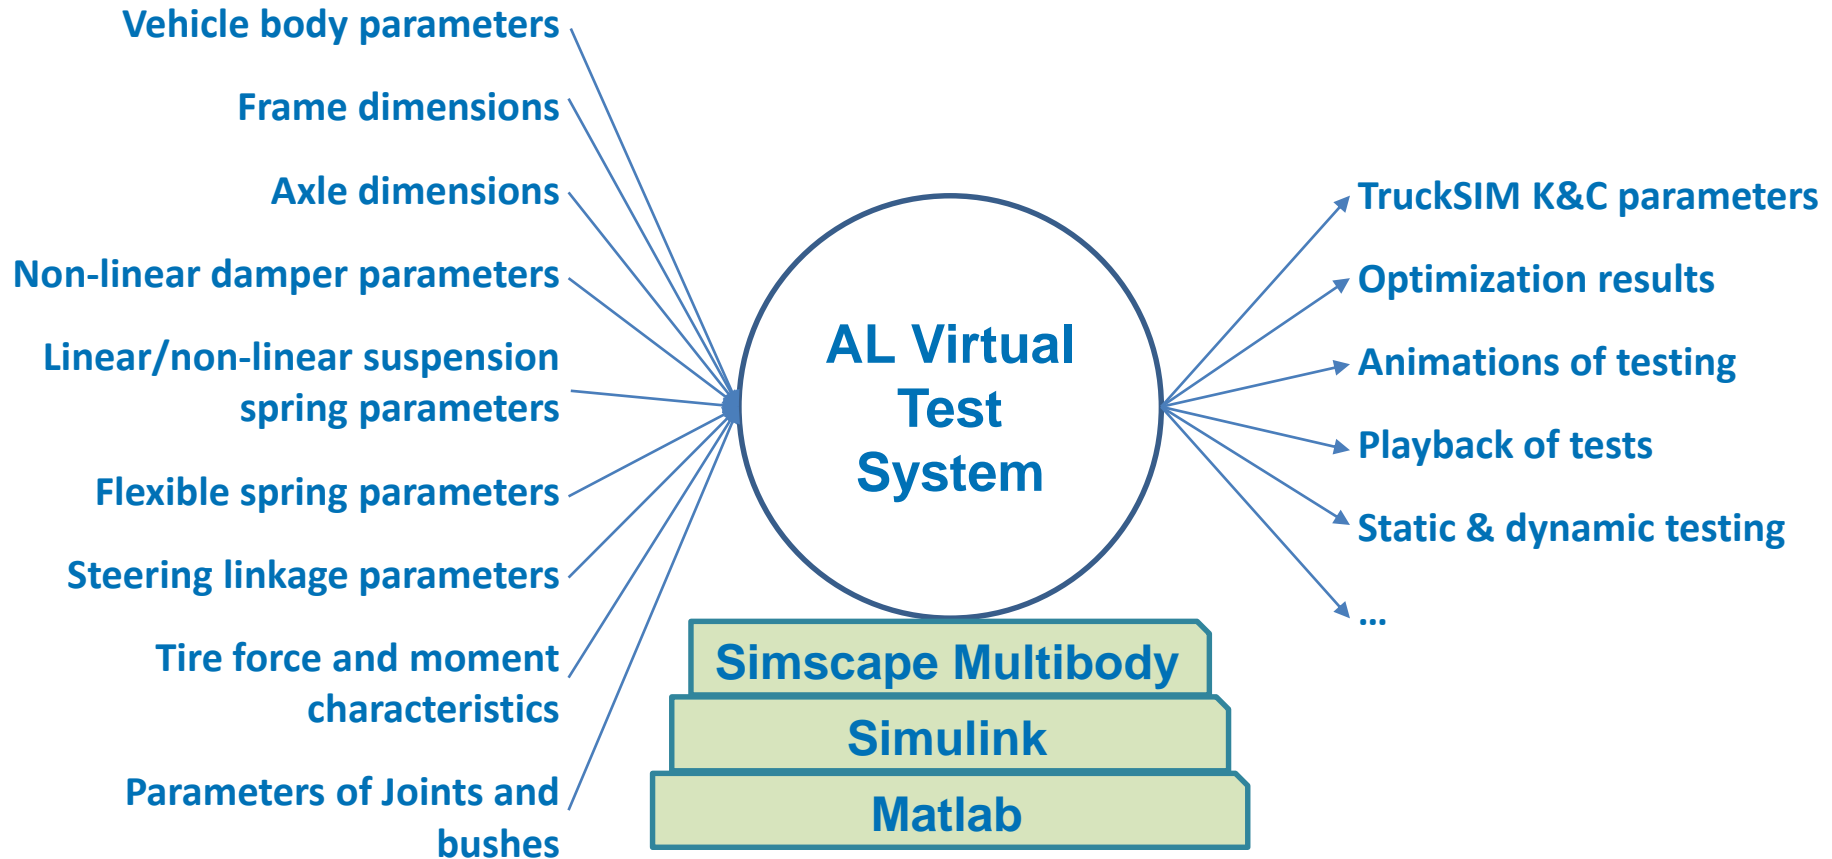 Vehicle body parameters
Frame dimensions
Axle dimensions
Non-linear damper parameters
Linear/non-linear suspension
spring parameters
Flexible spring parameters
Steering linkage parameters
Tire force and moment
characteristics
Parameters of Joints and
bushes
AL Virtual
Test
System
Simscape Multibody
Simulink
Matlab
TruckSIM K&C parameters
Optimization results
Animations of testing
Playback of tests
Static & dynamic testing
...